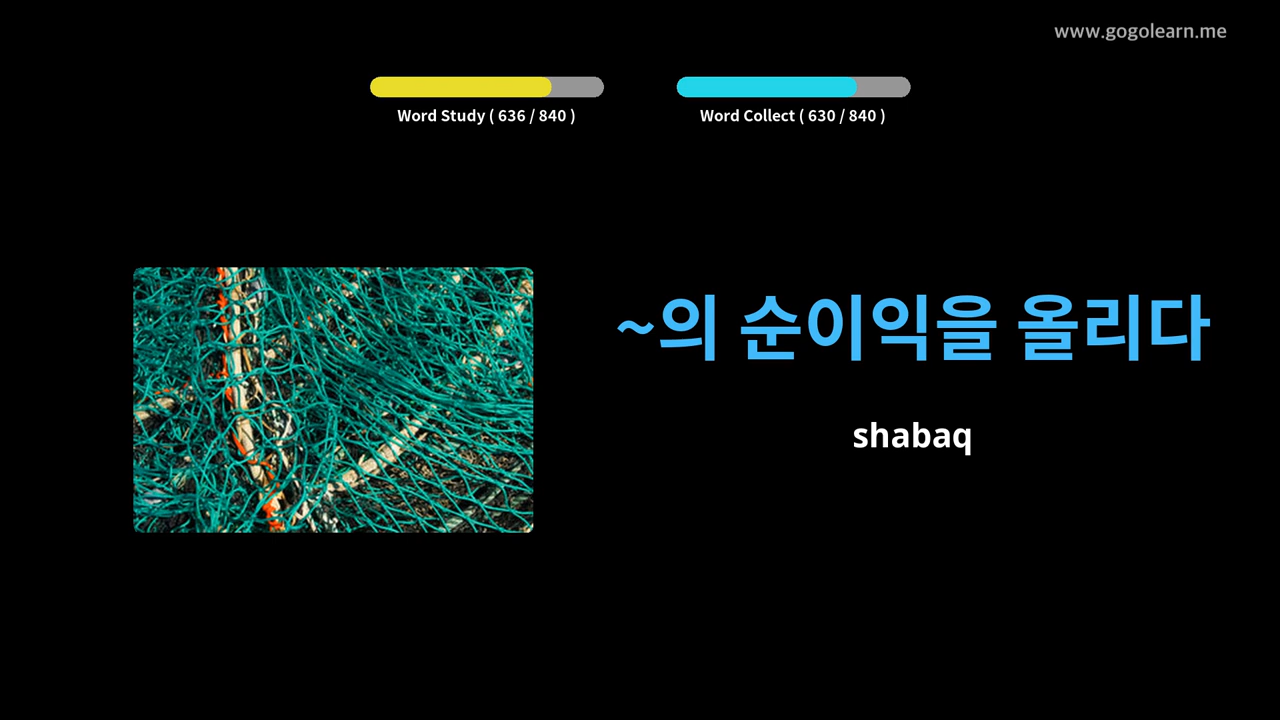 www.gogolearn.me
Word Study ( 636 / 840 )
Word Collect ( 630 / 840 )
~의 순이익을 올리다
shabaq